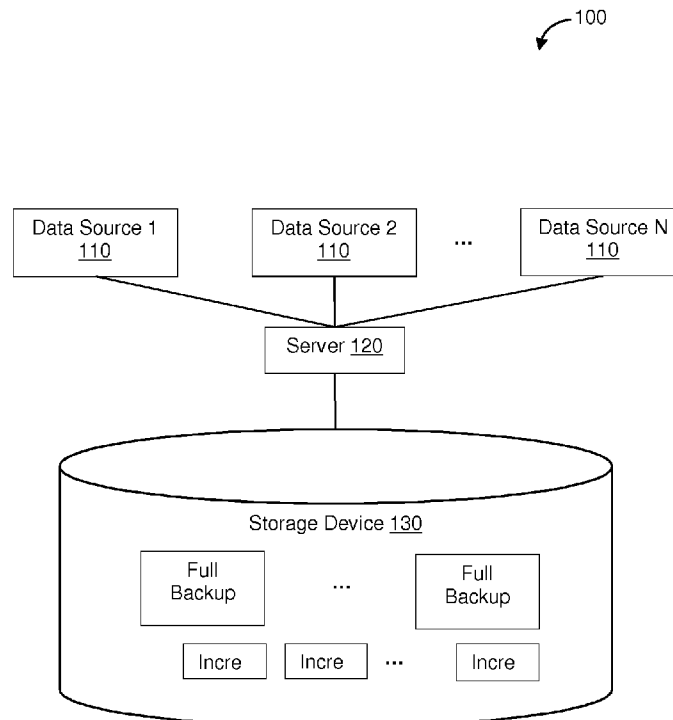 100
Data Source 1
110
Data Source 2
110
...
Data Source N
110
Server 120
Storage Device 130
Full
Backup
...
Full
Backup
Incre
Incre
...
Incre